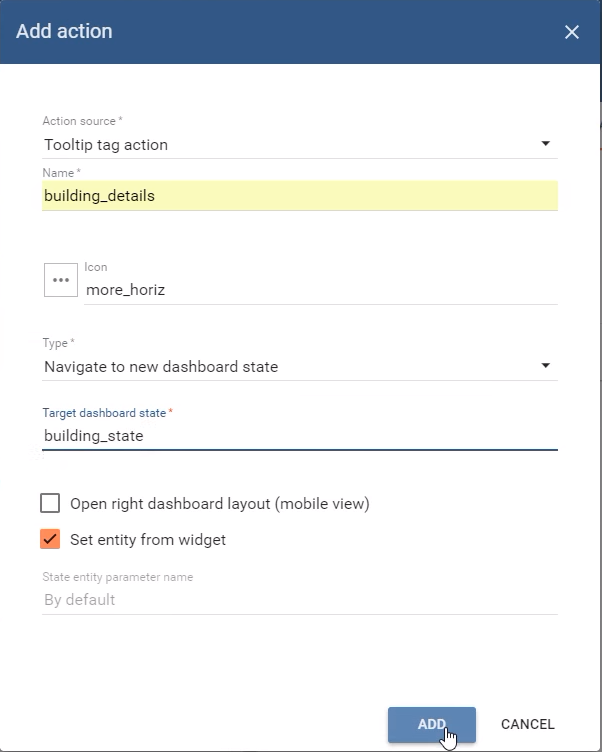 Add action
Action source *
Tooltip tag action
Name *
building_details
Icon
more_horiz
Type *
Navigate to new dashboard state
Target dashboard state *
building_state
Open right dashboard layout (mobile view)
Set entity from widget
State entity parameter name
By default
ADD CANCEL